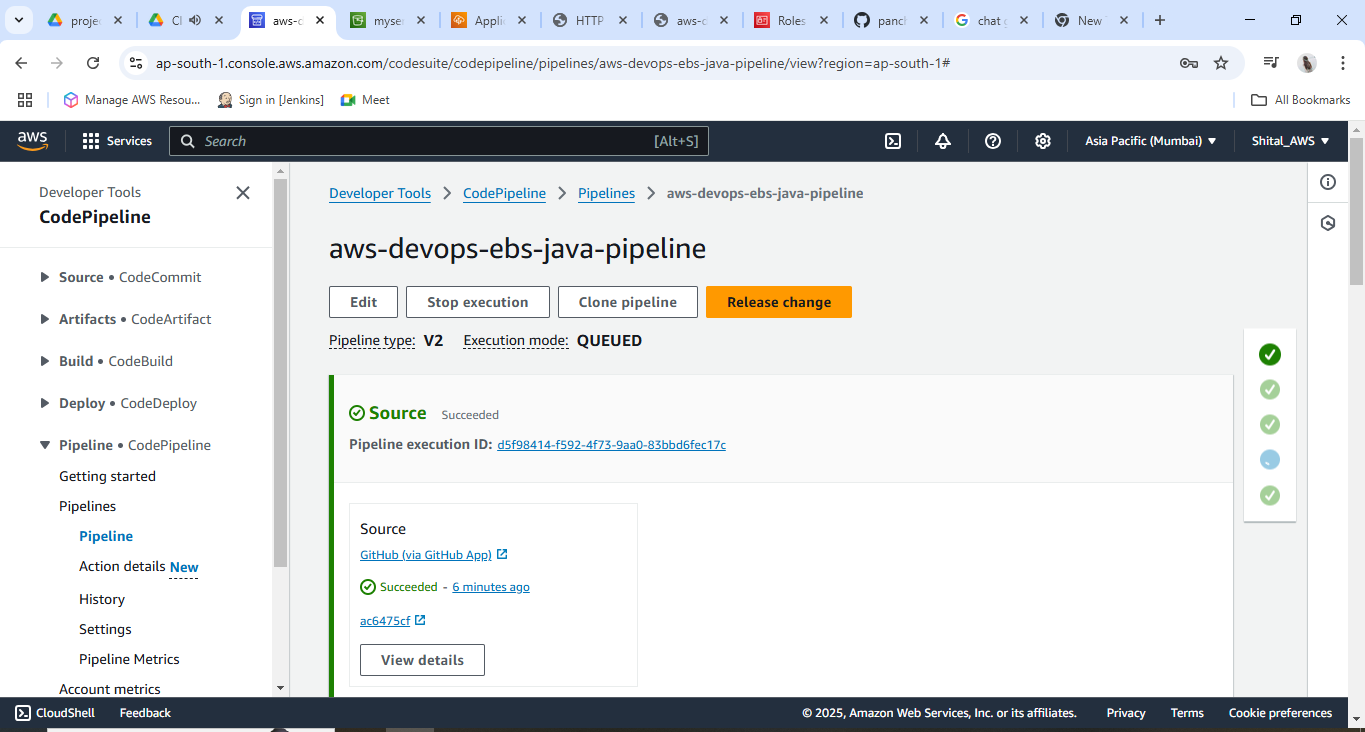 proje
Cl
aws-c
myser
Applic
HTTP
aws-c
Roles
panch
chat g
New
ap-south-1.console.aws.amazon.com/codesuite/codepipeline/pipelines/aws-devops-ebs-java-pipeline/view?region=ap-south-1#
Manage AWS Resou...
Sign in [Jenkins]
Meet
All Bookmarks
aws
Services
Search
[Alt+S]
Asia Pacific (Mumbai)
Shital_AWS
Developer Tools
CodePipeline
Source • CodeCommit
Artifacts • CodeArtifact
Build • CodeBuild
Deploy • CodeDeploy
Pipeline • CodePipeline
Getting started
Pipelines
Pipeline
Action details New
History
Settings
Pipeline Metrics
Account metrics
Developer Tools
CodePipeline
Pipelines
aws-devops-ebs-java-pipeline
aws-devops-ebs-java-pipeline
Edit
Stop execution
Clone pipeline
Release change
Pipeline type: V2
Execution mode: QUEUED
Source Succeeded
Pipeline execution ID: d5f98414-f592-4f73-9aa0-83bbd6fec17c
Source
GitHub (via GitHub App)
Succeeded - 6 minutes ago
ac6475cf
View details
CloudShell
Feedback
© 2025, Amazon Web Services, Inc. or its affiliates.
Privacy
Terms
Cookie preferences